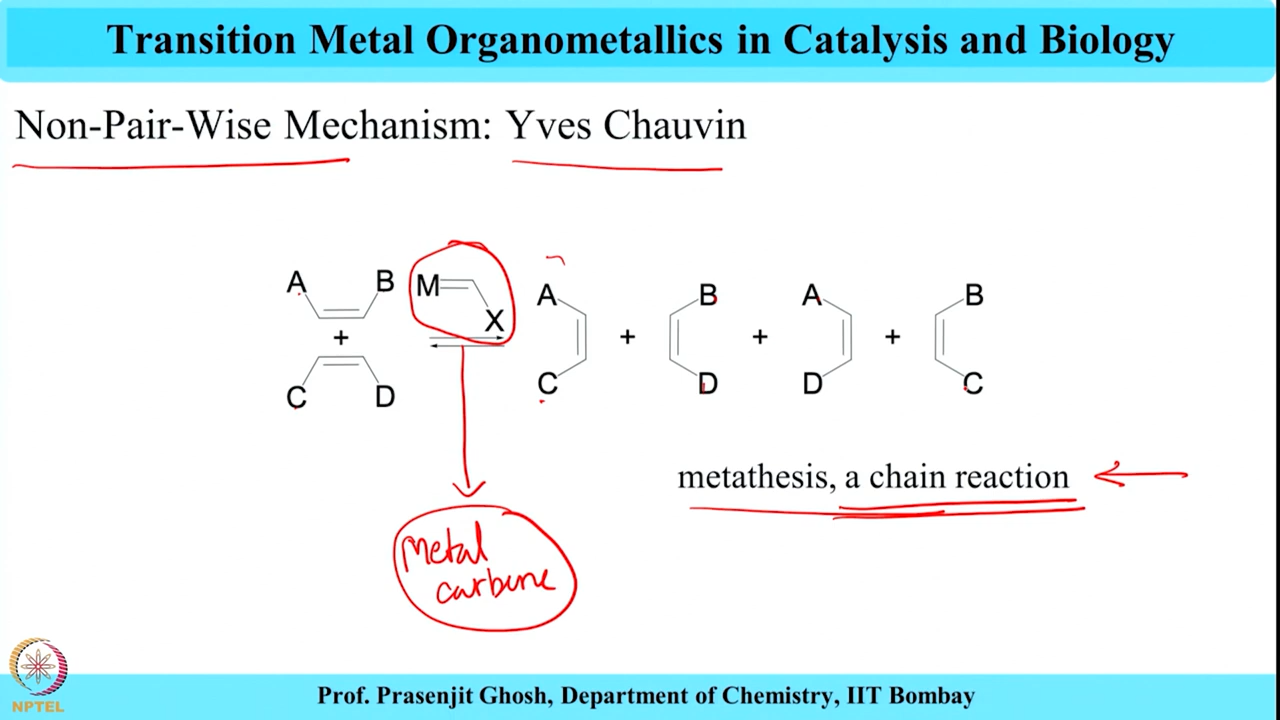 Transition Metal Organometallics in Catalysis and Biology
Non-Pair-Wise Mechanism: Yves Chauvin
A B M X A B A B
+ + + +
C D C D D C
metathesis, a chain reaction
Metal
carbene
Prof. Prasenjit Ghosh, Department of Chemistry, IIT Bombay
NPTEL